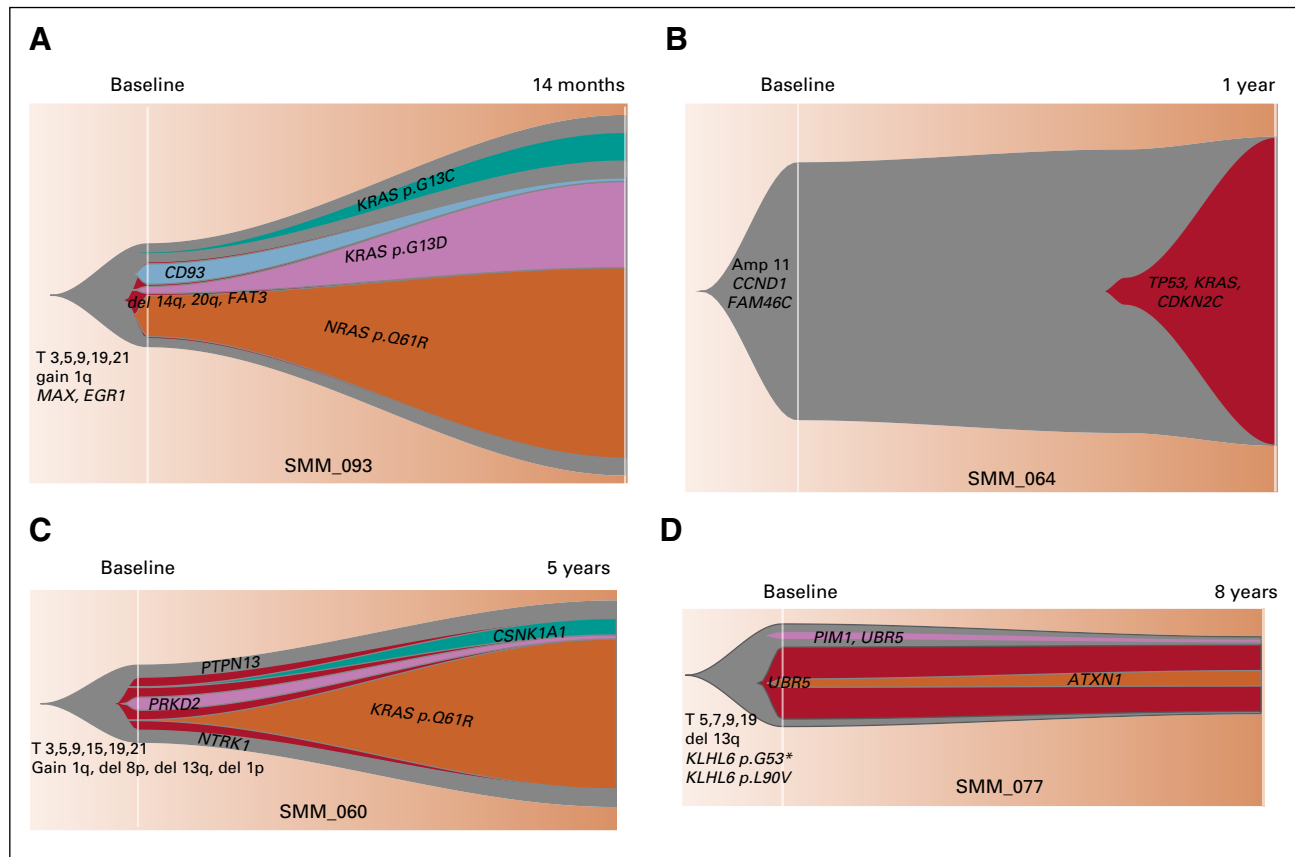 A
Baseline
14 months
KRAS p.G13C
CD93
KRAS p.G13D
del 14q, 20q, FAT3
NRAS p.Q61R
T 3,5,9,19,21
gain 1q
MAX, EGR1
SMM_093
B
Baseline
1 year
Amp 11
CCND1
FAM46C
TP53, KRAS,
CDKN2C
SMM_064
C
Baseline
5 years
PTPN13
CSNK1A1
PRKD2
KRAS p.Q61R
NTRK1
T 3,5,9,15,19,21
Gain 1q, del 8p, del 13q, del 1p
SMM_060
D
Baseline
8 years
PIM1, UBR5
UBR5
ATXN1
T 5,7,9,19
del 13q
KLHL6 p.G53*
KLHL6 p.L90V
SMM_077